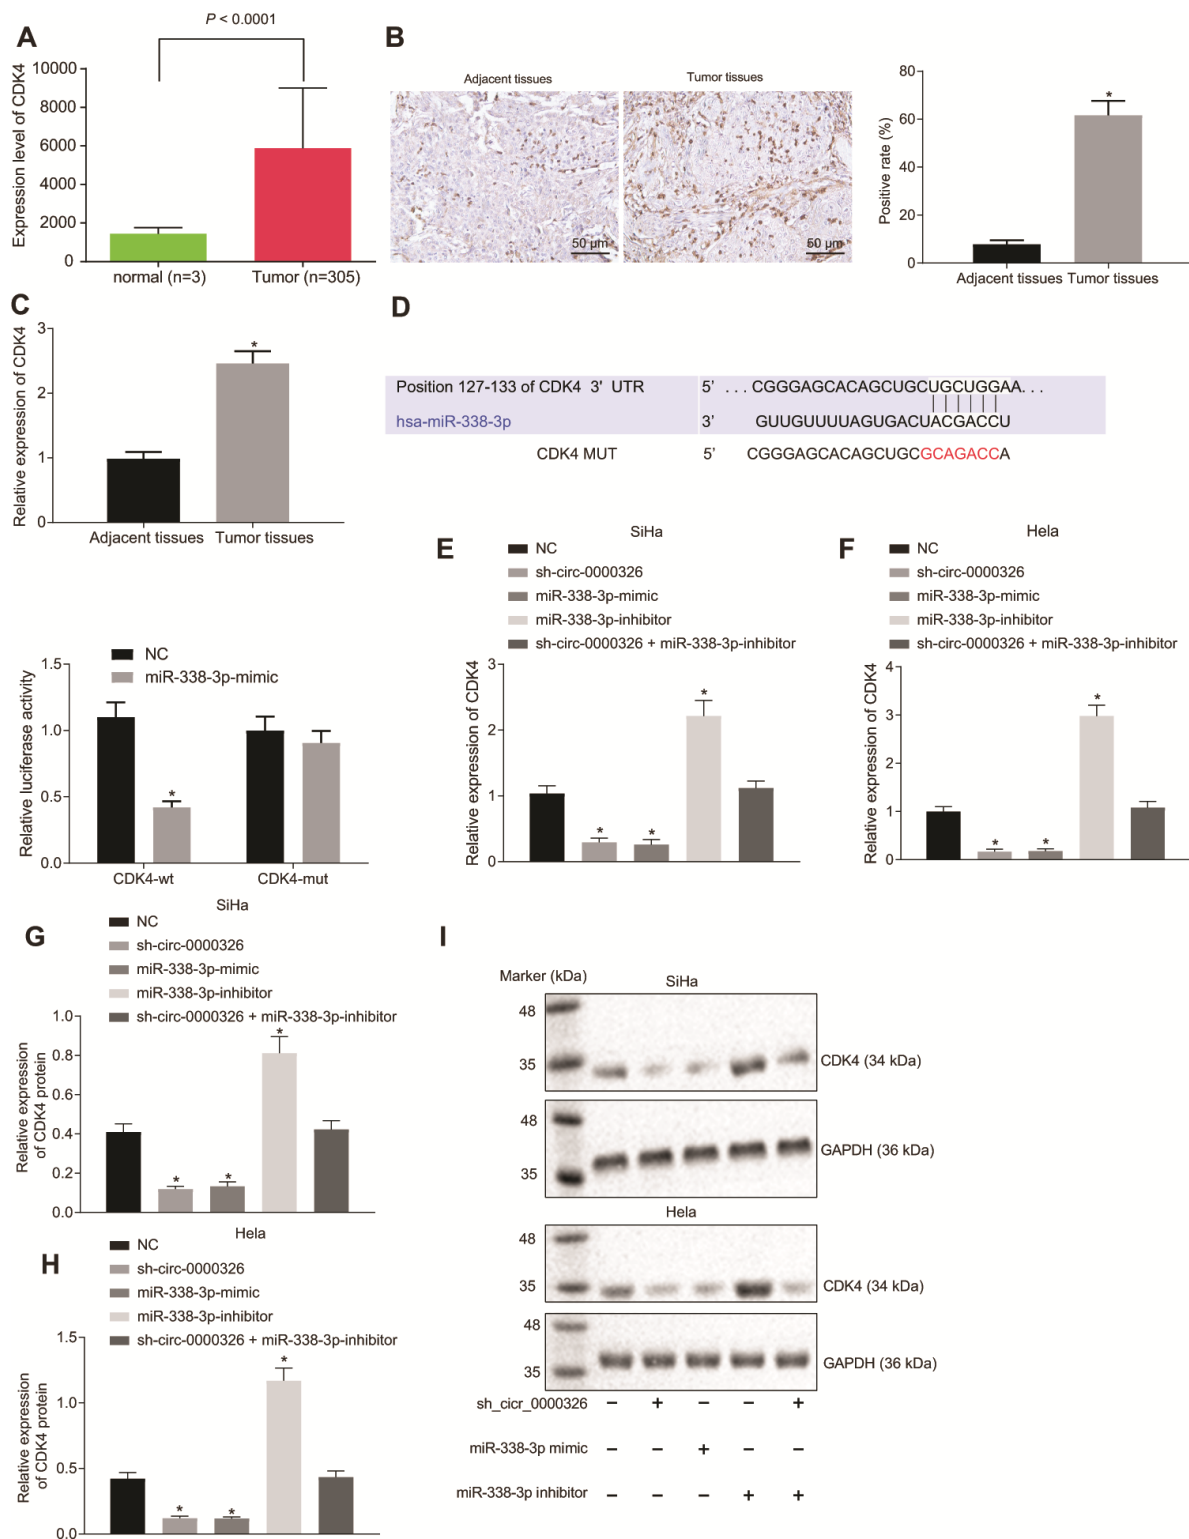 A
P < 0.0001
Expression level of CDK4
10000
8000
6000
4000
2000
0
normal (n=3)
Tumor (n=305)
B
Adjacent tissues
Tumor tissues
50 µm
50 µm
Positive rate (%)
80
60
40
20
0
*
Adjacent tissues
Tumor tissues
C
Relative expression of CDK4
3
2
1
0
*
Adjacent tissues
Tumor tissues
D
Position 127-133 of CDK4 3' UTR 5' ... CGGGAGCACAGCUGCUGCUGGAA...
hsa-miR-338-3p 3' GUUGUUUUAGUGACUACGACCU
CDK4 MUT 5' CGGGAGCACAGCUGCGCAGACCA
NC
miR-338-3p-mimic
Relative luciferase activity
1.5
1.0
0.5
0.0
*
CDK4-wt
CDK4-mut
E
SiHa
NC
sh-circ-0000326
miR-338-3p-mimic
miR-338-3p-inhibitor
sh-circ-0000326 + miR-338-3p-inhibitor
Relative expression of CDK4
3
2
1
0
*
*
*
F
Hela
NC
sh-circ-0000326
miR-338-3p-mimic
miR-338-3p-inhibitor
sh-circ-0000326 + miR-338-3p-inhibitor
Relative expression of CDK4
4
3
2
1
0
*
*
*
G
SiHa
NC
sh-circ-0000326
miR-338-3p-mimic
miR-338-3p-inhibitor
sh-circ-0000326 + miR-338-3p-inhibitor
Relative expression
of CDK4 protein
1.0
0.8
0.6
0.4
0.2
0.0
*
*
*
H
Hela
NC
sh-circ-0000326
miR-338-3p-mimic
miR-338-3p-inhibitor
sh-circ-0000326 + miR-338-3p-inhibitor
Relative expression
of CDK4 protein
1.5
1.0
0.5
0.0
*
*
*
I
Marker (kDa)
SiHa
48
35
CDK4 (34 kDa)
48
35
GAPDH (36 kDa)
Hela
48
35
CDK4 (34 kDa)
48
35
GAPDH (36 kDa)
sh_cicr_0000326 − + − − +
miR-338-3p mimic − − + − −
miR-338-3p inhibitor − − − + +